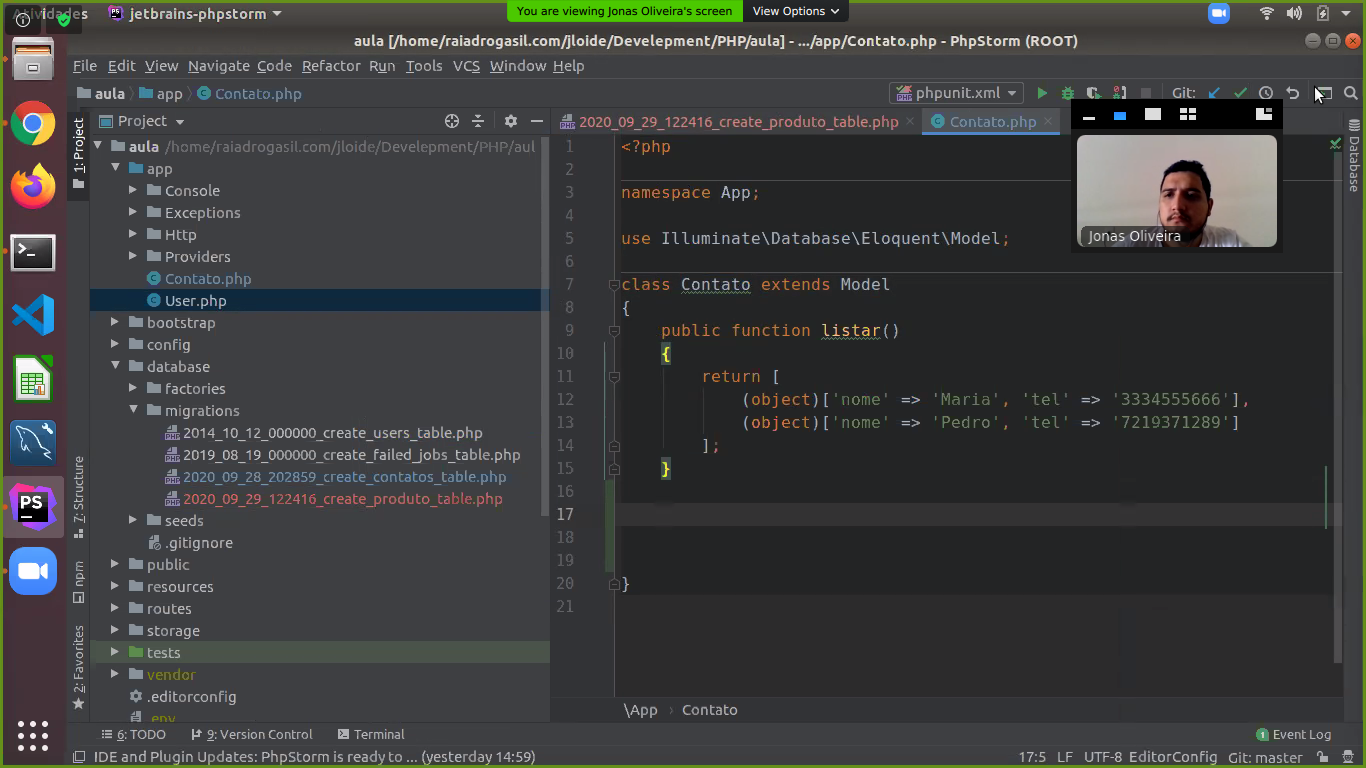 Atividades
jetbrains-phpstorm
You are viewing Jonas Oliveira's screen
View Options
aula [/home/raiadrogasil.com/jloide/Develepment/PHP/aula] - .../app/Contato.php - PhpStorm (ROOT)
File Edit View Navigate Code Refactor Run Tools VCS Window Help
aula app Contato.php
phpunit.xml
Git:
Project
2020_09_29_122416_create_produto_table.php
Contato.php
1: Project
7: Structure
npm
2: Favorites
Database
aula /home/raiadrogasil.com/jloide/Develepment/PHP/aul
app
Console
Exceptions
Http
Providers
Contato.php
User.php
bootstrap
config
database
factories
migrations
2014_10_12_000000_create_users_table.php
2019_08_19_000000_create_failed_jobs_table.php
2020_09_28_202859_create_contatos_table.php
2020_09_29_122416_create_produto_table.php
seeds
.gitignore
public
resources
routes
storage
tests
vendor
.editorconfig
.env
1 <?php
2
3 namespace App;
4
5 use Illuminate\Database\Eloquent\Model;
6
7 class Contato extends Model
8 {
9 public function listar()
10 {
11 return [
12 (object)['nome' => 'Maria', 'tel' => '3334555666'],
13 (object)['nome' => 'Pedro', 'tel' => '7219371289']
14 ];
15 }
16
17
18
19
20 }
21
Jonas Oliveira
PS
\App Contato
6: TODO
9: Version Control
Terminal
Event Log
IDE and Plugin Updates: PhpStorm is ready to ... (yesterday 14:59)
17:5 LF UTF-8 EditorConfig Git: master